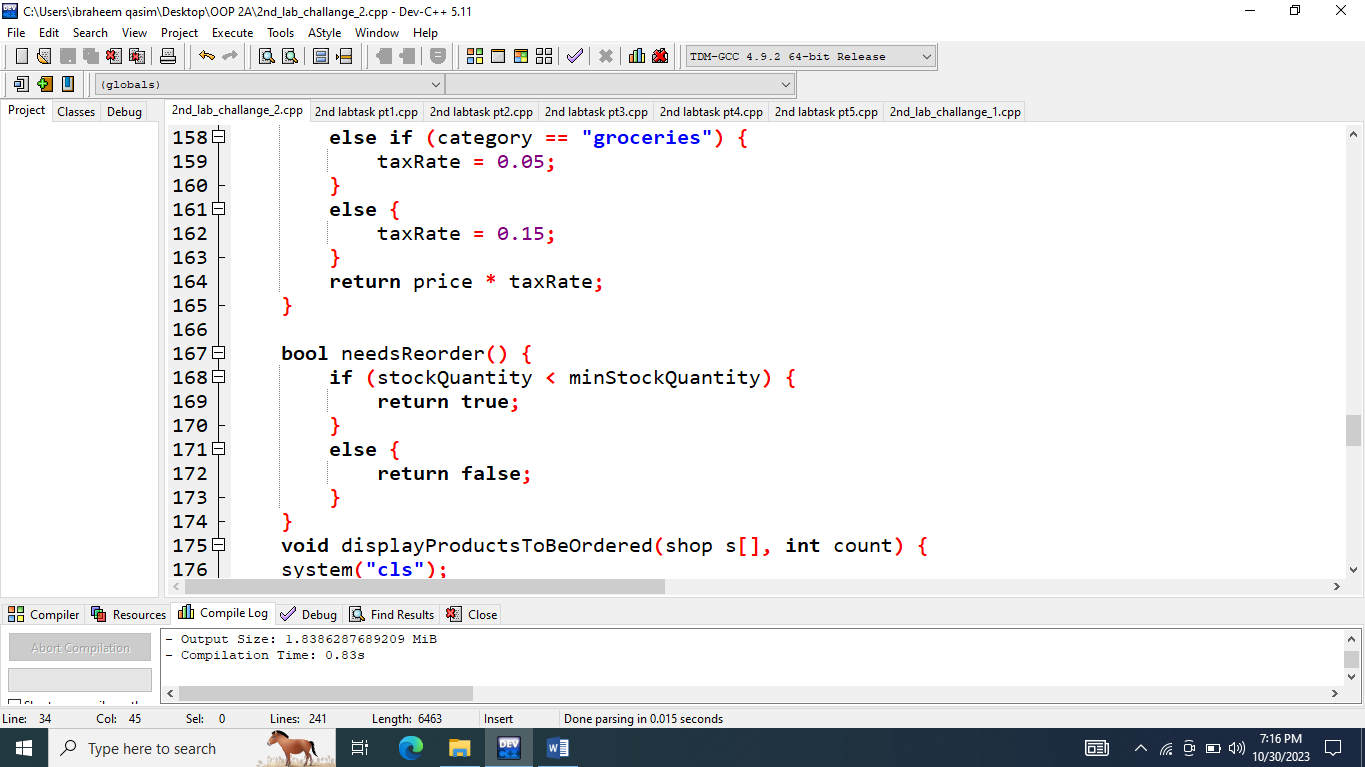 C:\Users\ibraheem qasim\Desktop\OOP 2A\2nd_lab_challange_2.cpp - Dev-C++ 5.11
File Edit Search View Project Execute Tools AStyle Window Help
TDM-GCC 4.9.2 64-bit Release
(globals)
Project Classes Debug
2nd_lab_challange_2.cpp 2nd labtask pt1.cpp 2nd labtask pt2.cpp 2nd labtask pt3.cpp 2nd labtask pt4.cpp 2nd labtask pt5.cpp 2nd_lab_challange_1.cpp
158 else if (category == "groceries") {
159 taxRate = 0.05;
160 }
161 else {
162 taxRate = 0.15;
163 }
164 return price * taxRate;
165 }
166
167 bool needsReorder() {
168 if (stockQuantity < minStockQuantity) {
169 return true;
170 }
171 else {
172 return false;
173 }
174 }
175 void displayProductsToBeOrdered(shop s[], int count) {
176 system("cls");
Compiler Resources Compile Log Debug Find Results Close
Abort Compilation
- Output Size: 1.8386287689209 MiB
- Compilation Time: 0.83s
Line: 34 Col: 45 Sel: 0 Lines: 241 Length: 6463 Insert Done parsing in 0.015 seconds
Type here to search
DEV
7:16 PM
10/30/2023